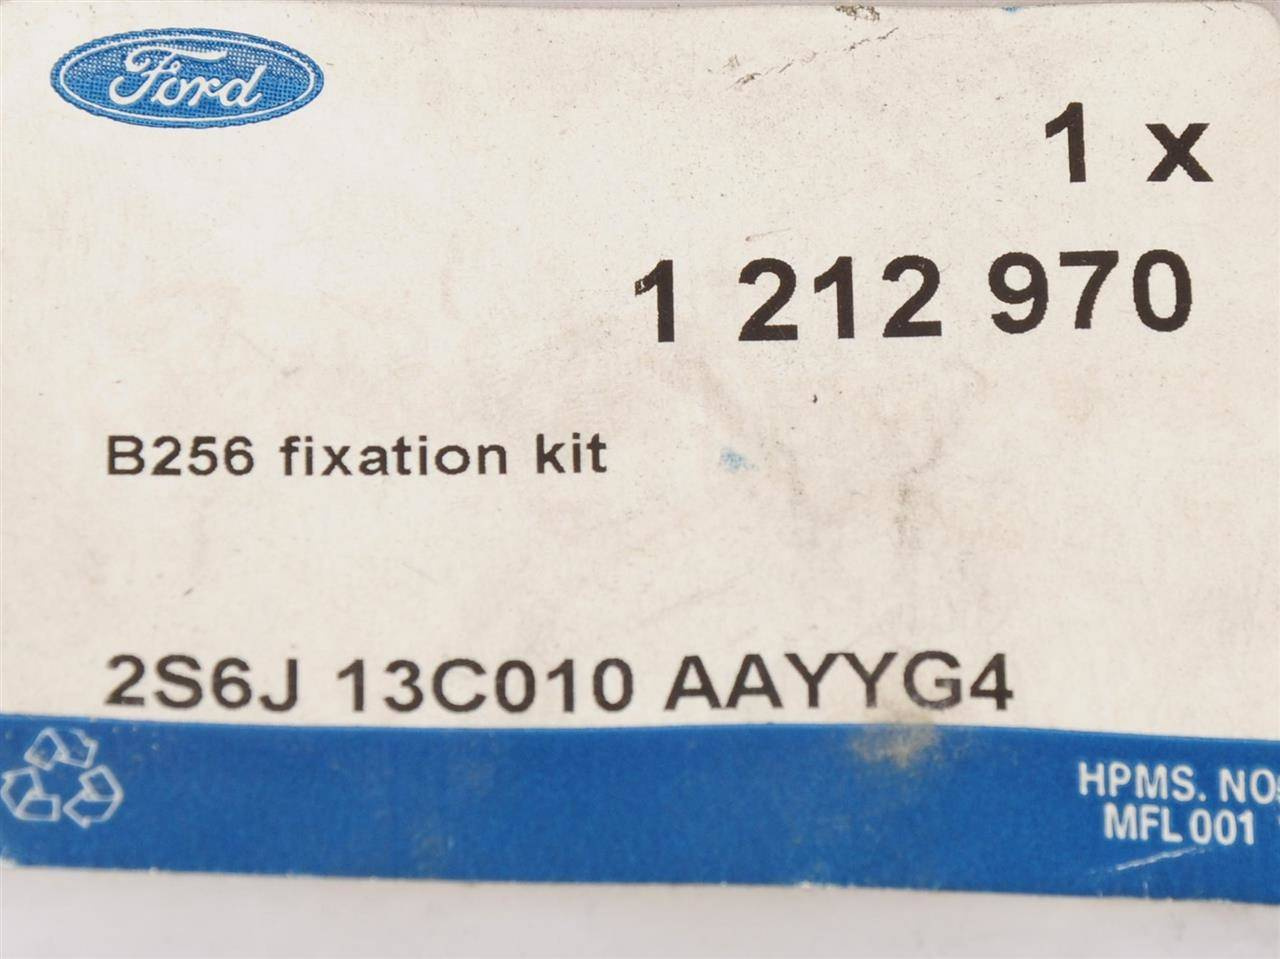 Ford
1 x
1 212 970
B256 fixation kit
2S6J 13C010 AAYYG4
HPMS. NO
MFL 001